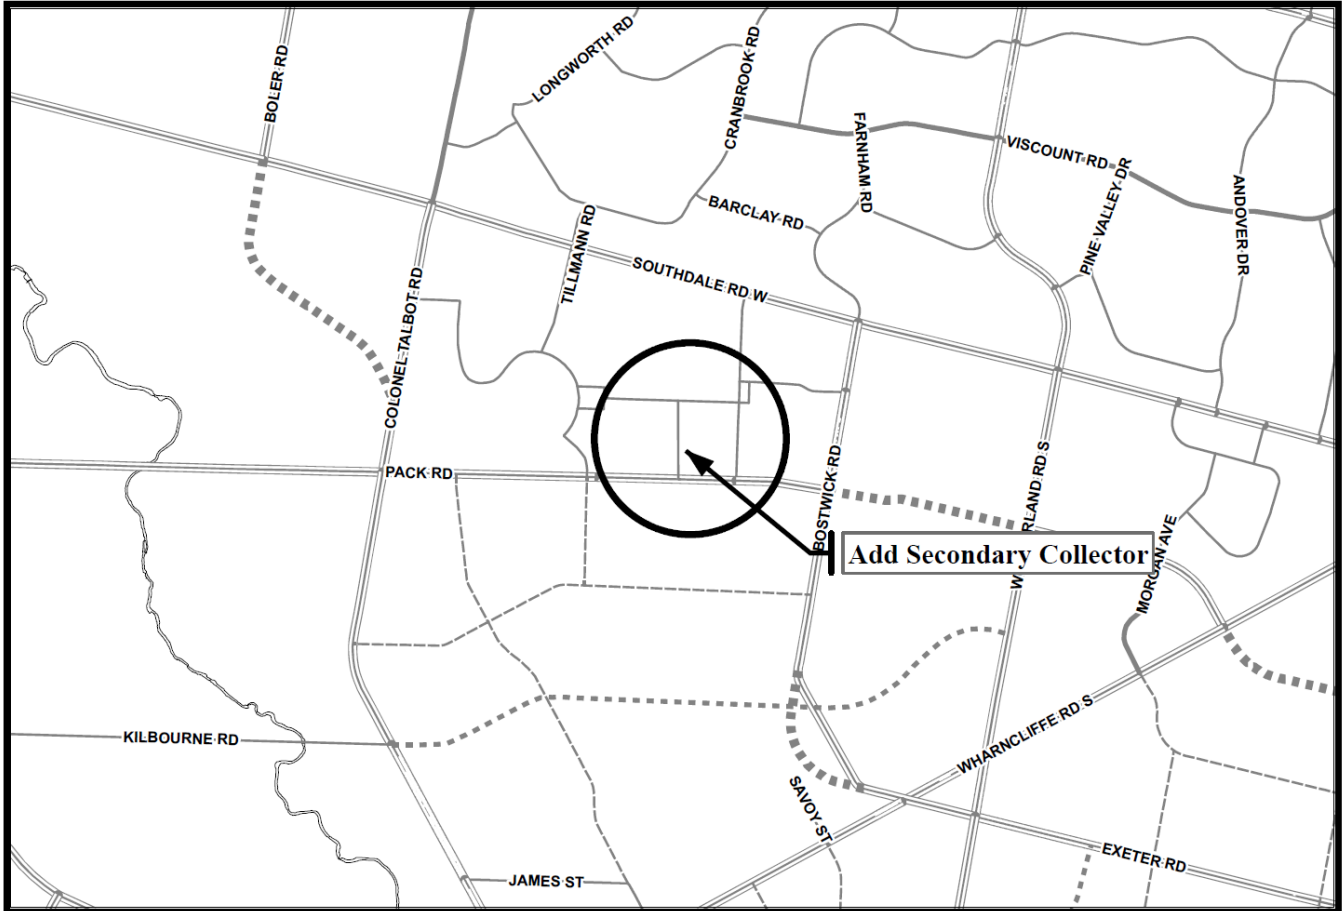 BOLER RD
LONGWORTH RD
CRANBROOK RD
FARNHAM RD
VISCOUNT RD
PINE VALLEY DR
ANDOVER DR
BARCLAY RD
TILLMANN RD
SOUTHDALE RD W
COLONEL TALBOT RD
PACK RD
BOSTWICK RD
RLAND RD S
W
Add Secondary Collector
MORGAN AVE
KILBOURNE RD
WHARNCLIFFE RD S
SAVOY ST
EXETER RD
JAMES ST